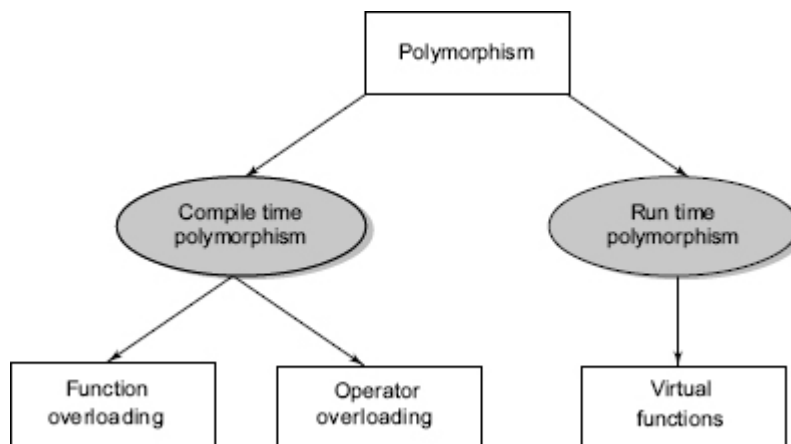 Polymorphism
Compile time
polymorphism
Run time
polymorphism
Function
overloading
Operator
overloading
Virtual
functions